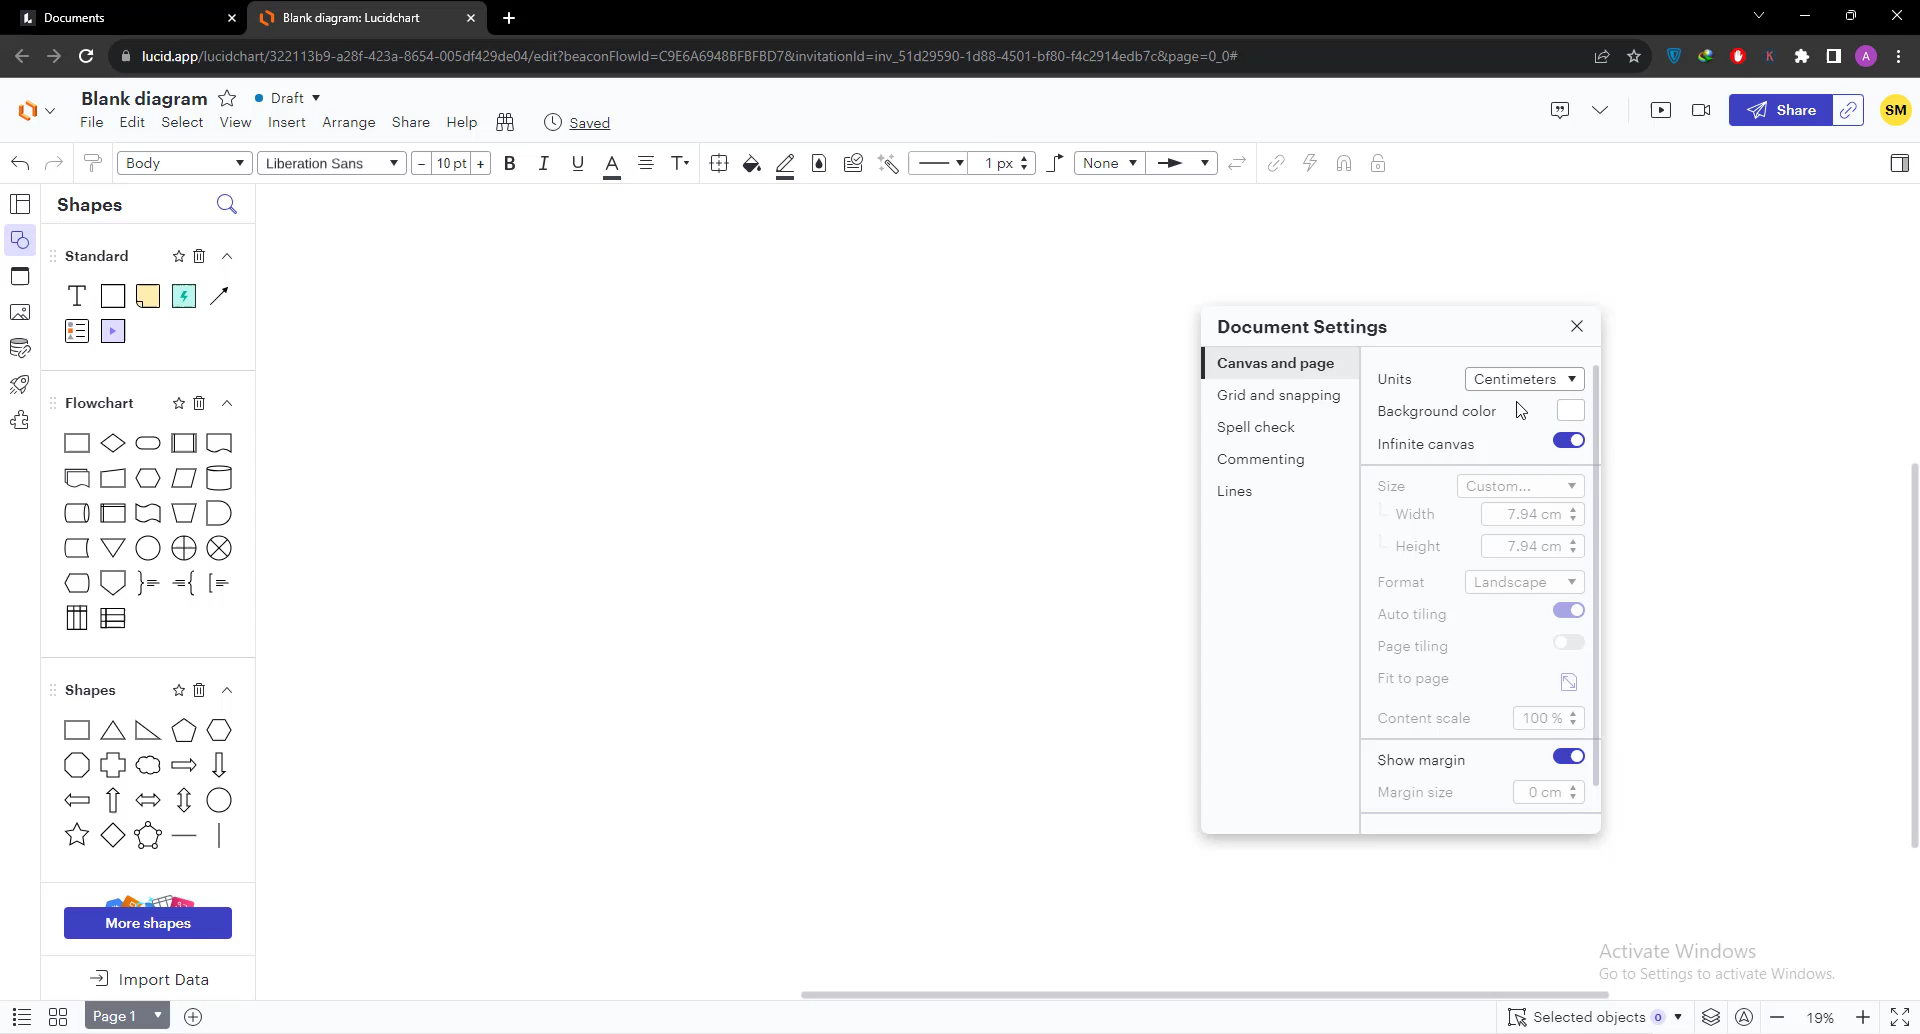 Documents
Blank diagram: Lucidchart
lucid.app/lucidchart/322113b9-a28f-423a-8654-005df429de04/edit?beaconFlowId=C9E6A6948BFBFBD7&invitationId=inv_51d29590-1d88-4501-bf80-f4c2914edb7c&page=0_0#
K
A
Blank diagram
Draft
File Edit Select View Insert Arrange Share Help
Saved
Share
SM
Body
Liberation Sans
− 10 pt +
B I U A T
1 px
None
Shapes
Standard
T
Flowchart
Shapes
More shapes
Import Data
Document Settings
Canvas and page
Grid and snapping
Spell check
Commenting
Lines
Units Centimeters
Background color
Infinite canvas
Size Custom...
Width 7.94 cm
Height 7.94 cm
Format Landscape
Auto tiling
Page tiling
Fit to page
Content scale 100 %
Show margin
Margin size 0 cm
Activate Windows
Go to Settings to activate Windows.
Page 1
Selected objects 0
19%